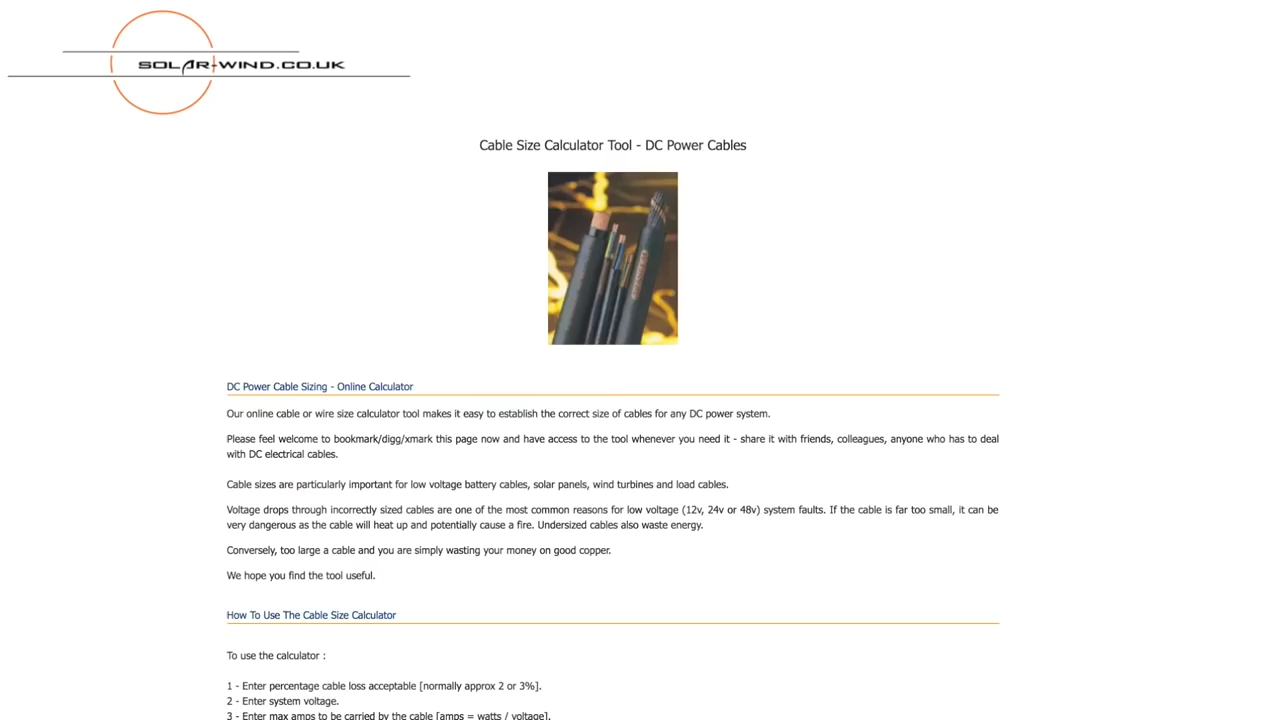 SOLAR-WIND.CO.UK
Cable Size Calculator Tool - DC Power Cables
DC Power Cable Sizing - Online Calculator
Our online cable or wire size calculator tool makes it easy to establish the correct size of cables for any DC power system.
Please feel welcome to bookmark/digg/xmark this page now and have access to the tool whenever you need it - share it with friends, colleagues, anyone who has to deal
with DC electrical cables.
Cable sizes are particularly important for low voltage battery cables, solar panels, wind turbines and load cables.
Voltage drops through incorrectly sized cables are one of the most common reasons for low voltage (12v, 24v or 48v) system faults. If the cable is far too small, it can be
very dangerous as the cable will heat up and potentially cause a fire. Undersized cables also waste energy.
Conversely, too large a cable and you are simply wasting your money on good copper.
We hope you find the tool useful.
How To Use The Cable Size Calculator
To use the calculator :
1 - Enter percentage cable loss acceptable [normally approx 2 or 3%].
2 - Enter system voltage.
3 - Enter max amps to be carried by the cable [amps = watts / voltage].